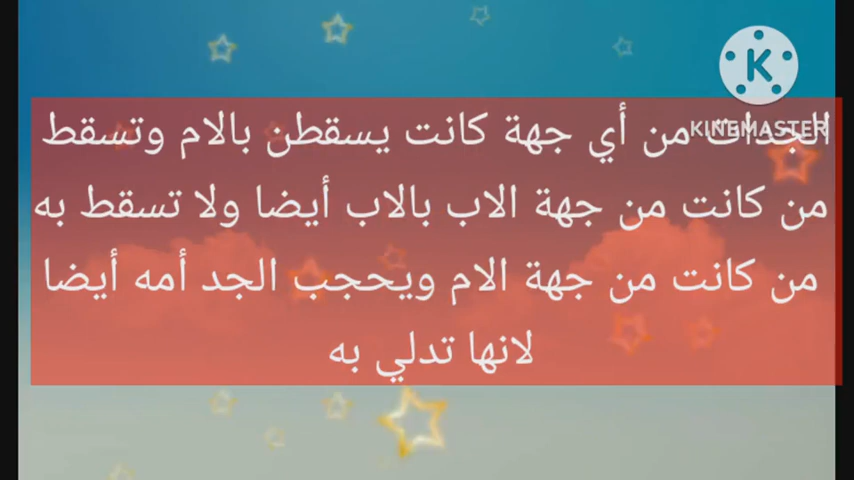 KINEMASTER
الجدات من أي جهة كانت يسقطن بالام وتسقط
من كانت من جهة الاب بالاب أيضا ولا تسقط به
من كانت من جهة الام ويحجب الجد أمه أيضا
لانها تدلي به